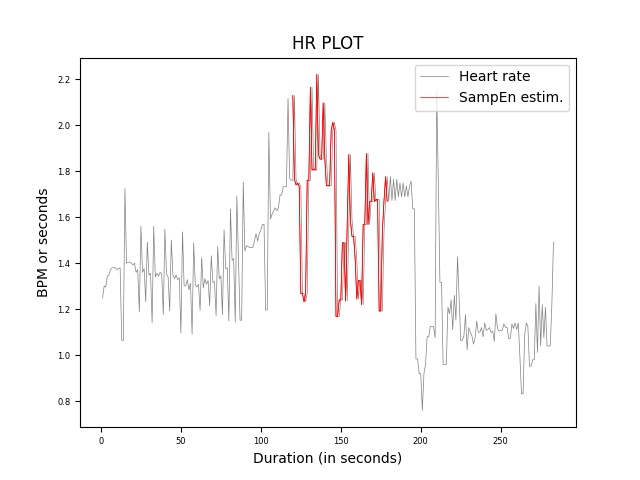 HR PLOT
Heart rate
SampEn estim.
BPM or seconds
2.2
2.0
1.8
1.6
1.4
1.2
1.0
0.8
0 50 100 150 200 250
Duration (in seconds)